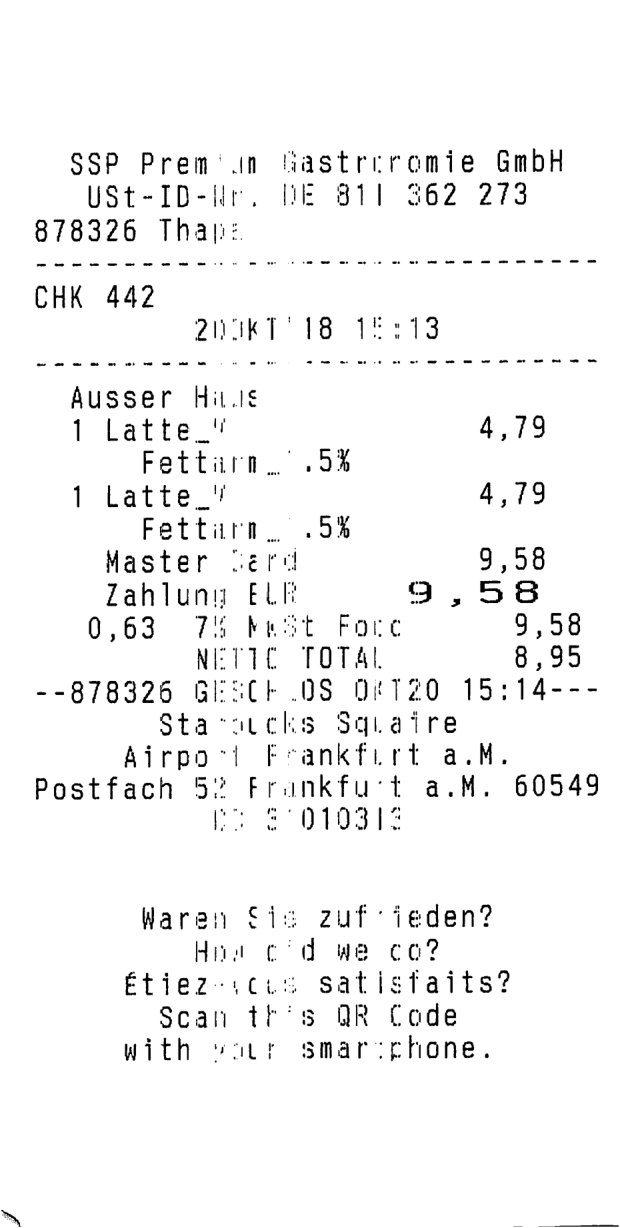 SSP Premium Gastronomie GmbH
USt-ID-Nr. DE 811 362 273
878326 Thapa
--------------------------------
CHK 442
20OKT'18 15:13
--------------------------------
Ausser Haus
1 Latte_V 4,79
Fettarm_1.5%
1 Latte_V 4,79
Fettarm_1.5%
Master Card 9,58
Zahlung EUR 9,58
0,63 7% MwSt Food 9,58
NETTO TOTAL 8,95
--878326 GESCHLOS OKT20 15:14---
Starbucks Squaire
Airport Frankfurt a.M.
Postfach 52 Frankfurt a.M. 60549
Waren Sie zufrieden?
How did we do?
Étiez-vous satisfaits?
Scan this QR Code
with your smartphone.